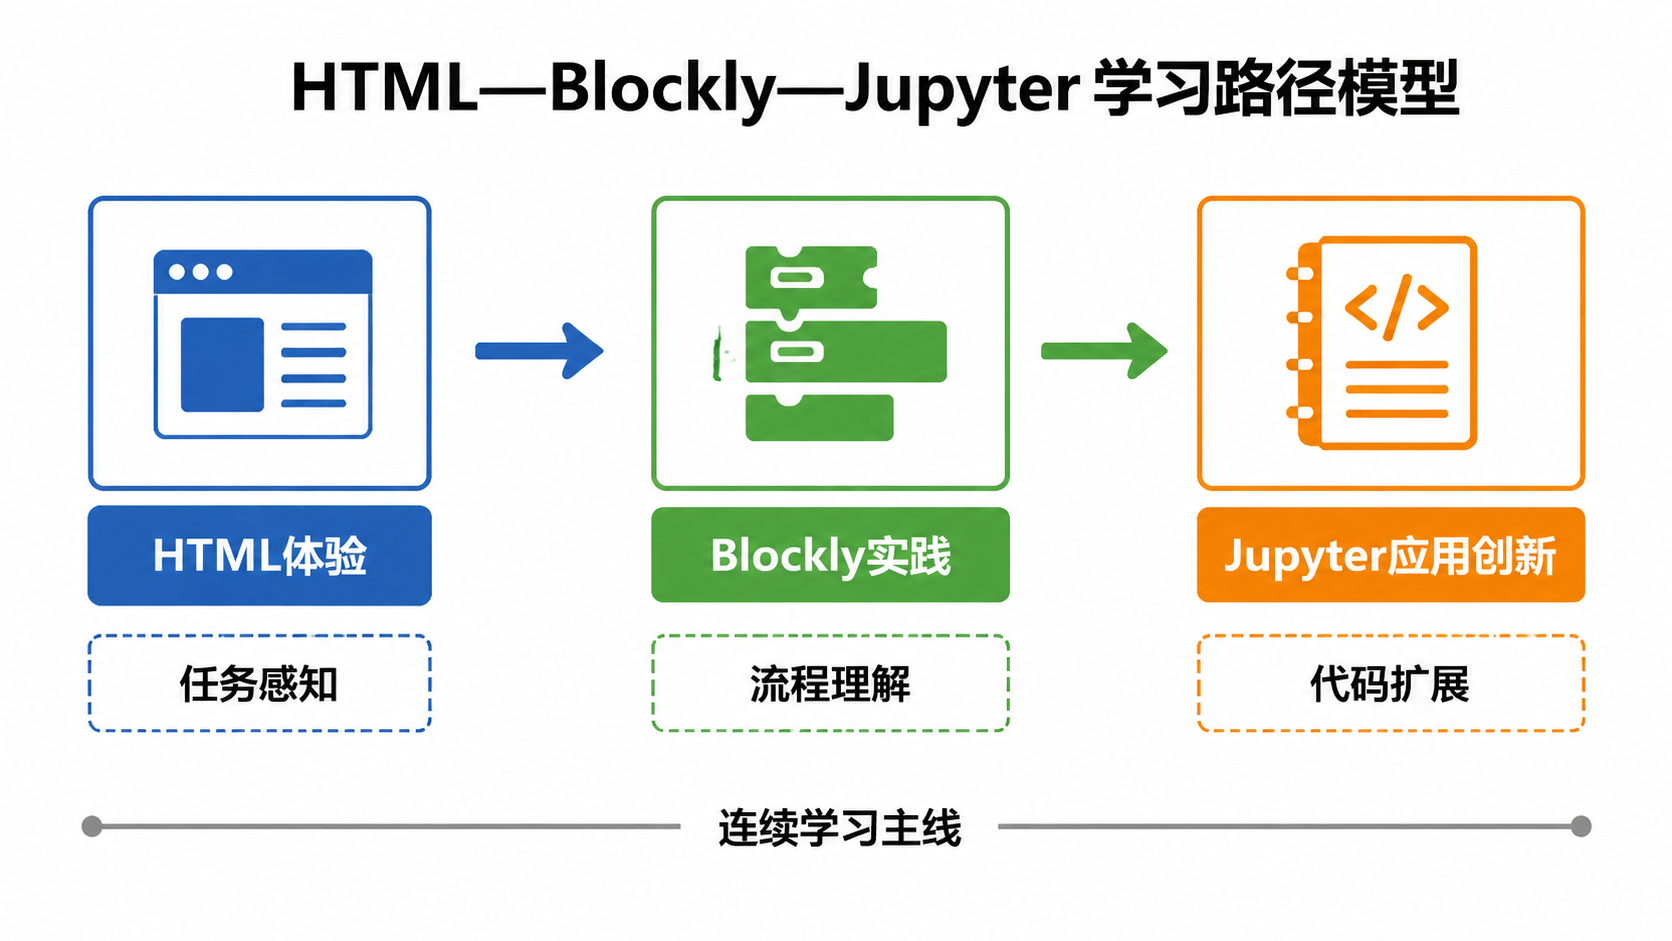 HTML—Blockly—Jupyter 学习路径模型
</>
HTML体验
Blockly实践
Jupyter应用创新
任务感知
流程理解
代码扩展
连续学习主线